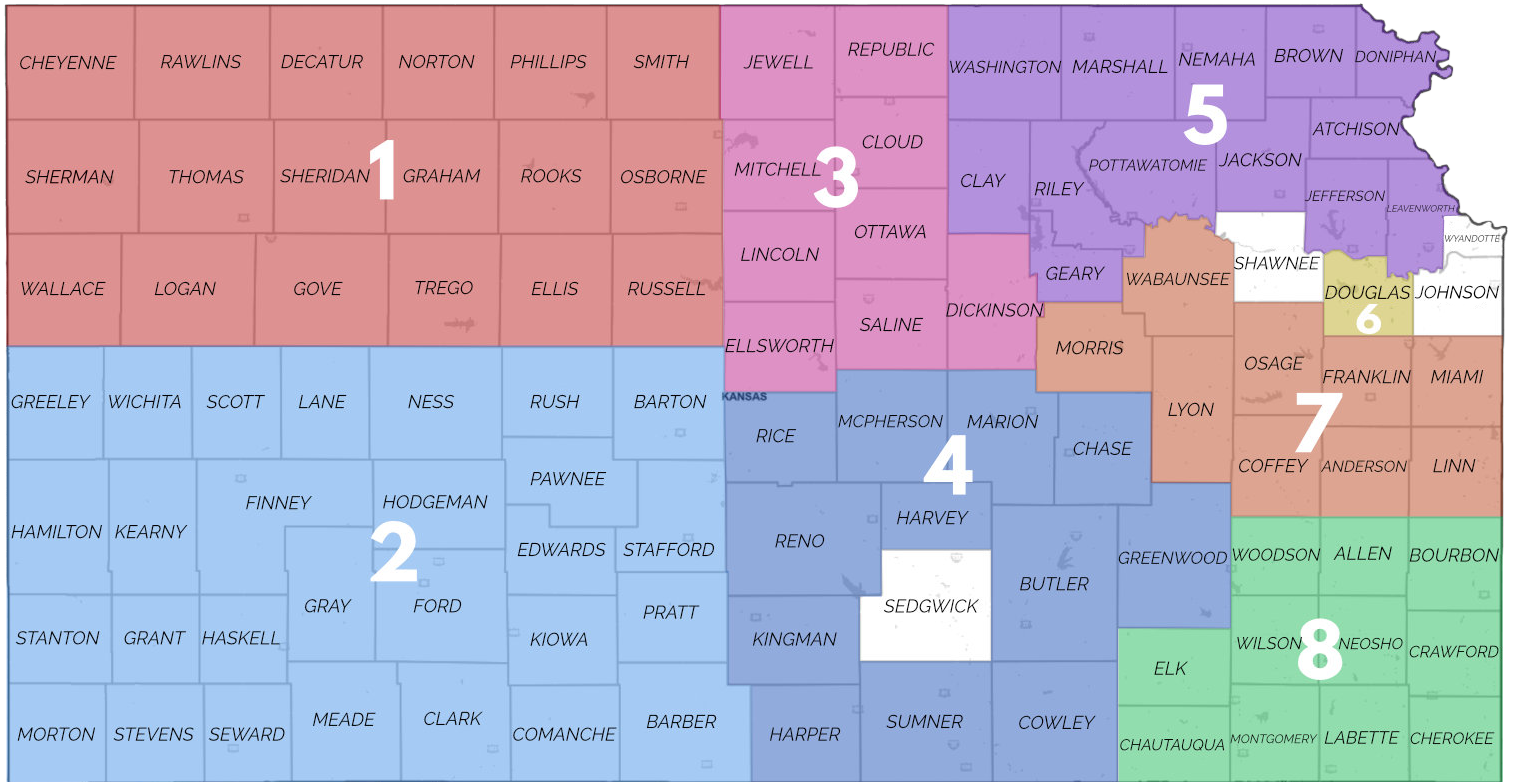 CHEYENNE RAWLINS DECATUR NORTON PHILLIPS SMITH JEWELL REPUBLIC WASHINGTON MARSHALL NEMAHA BROWN DONIPHAN
5
CLOUD ATCHISON
SHERMAN THOMAS SHERIDAN 1 GRAHAM ROOKS OSBORNE MITCHELL 3 CLAY RILEY POTTAWATOMIE JACKSON
JEFFERSON LEAVENWORTH
LINCOLN OTTAWA WYANDOTTE
WALLACE LOGAN GOVE TREGO ELLIS RUSSELL GEARY WABAUNSEE SHAWNEE DOUGLAS JOHNSON
6
ELLSWORTH SALINE DICKINSON MORRIS
OSAGE FRANKLIN MIAMI
KANSAS
GREELEY WICHITA SCOTT LANE NESS RUSH BARTON RICE MCPHERSON MARION LYON 7
4
CHASE
COFFEY ANDERSON LINN
PAWNEE
FINNEY HODGEMAN
HAMILTON KEARNY HARVEY
2
EDWARDS STAFFORD RENO GREENWOOD WOODSON ALLEN BOURBON
GRAY FORD PRATT SEDGWICK BUTLER
STANTON GRANT HASKELL KIOWA KINGMAN WILSON 8 NEOSHO CRAWFORD
ELK
MORTON STEVENS SEWARD MEADE CLARK COMANCHE BARBER HARPER SUMNER COWLEY CHAUTAUQUA MONTGOMERY LABETTE CHEROKEE